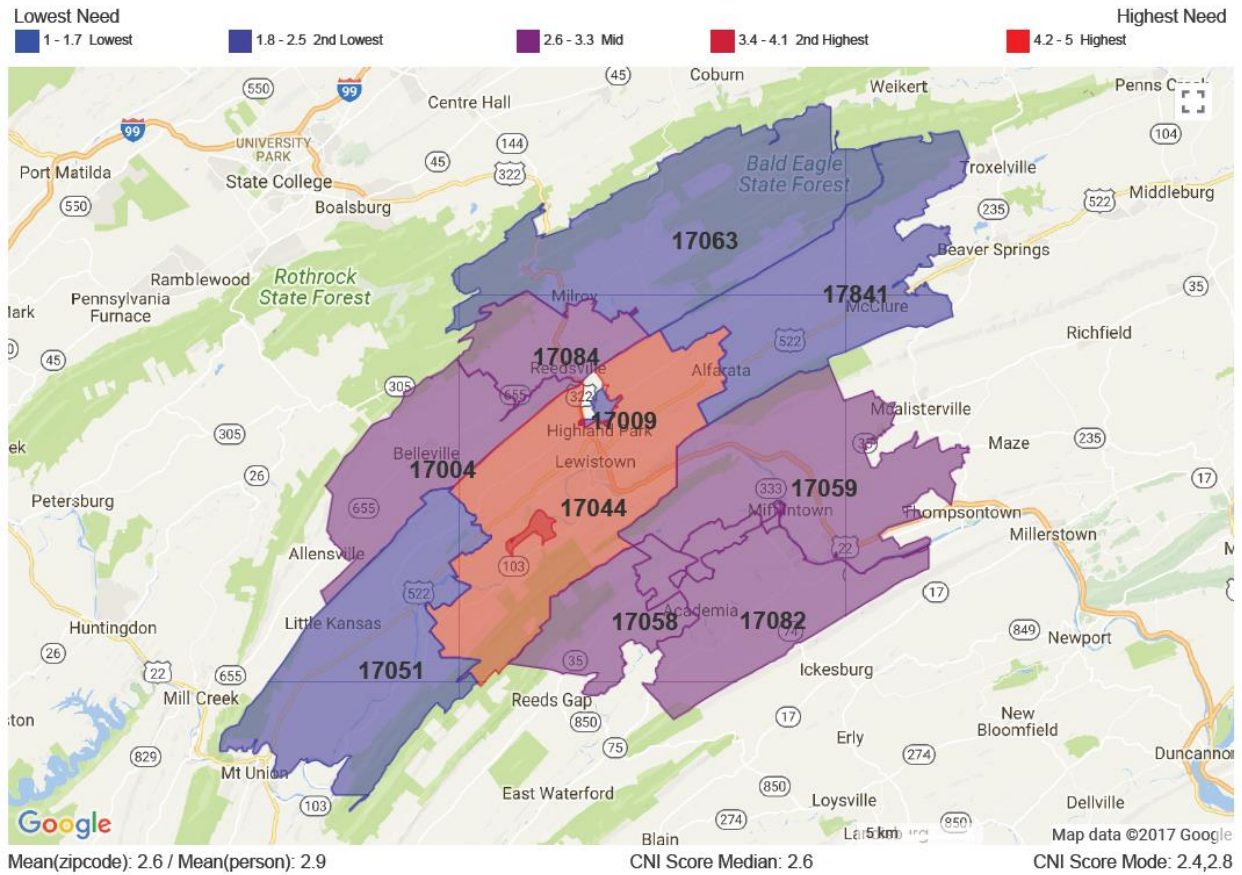 Lowest Need
Highest Need
1 - 1.7 Lowest
1.8 - 2.5 2nd Lowest
2.6 - 3.3 Mid
3.4 - 4.1 2nd Highest
4.2 - 5 Highest
45
Coburn
Weikert
550
99
Centre Hall
99
UNIVERSITY
PARK
144
104
45
322
Port Matilda
State College
Bald Eagle
State Forest
Troxelville
Middleburg
550
Boalsburg
522
235
17063
Beaver Springs
Ramblewood
Rothrock
State Forest
Pennsylvania
Furnace
Milroy
17841
McClure
35
Richfield
522
45
17084
Reedsville
Alfarata
305
655
322
Mcalisterville
17009
Highland Park
305
Maze
235
35
Belleville
17004
Lewistown
26
17
Petersburg
655
333
17059
Mifflintown
17044
Thompsontown
Millerstown
Allensville
22
103
522
17
Little Kansas
17058
Academia
17082
74
Huntingdon
849
Newport
26
35
22
655
17051
Ickesburg
Mill Creek
Reeds Gap
850
17
New
Bloomfield
829
75
Erly
274
Mt Union
Duncannon
850
103
East Waterford
Loysville
Dellville
274
850
Blain
5 km
Google
Map data ©2017 Google
Mean(zipcode): 2.6 / Mean(person): 2.9
CNI Score Median: 2.6
CNI Score Mode: 2.4,2.8